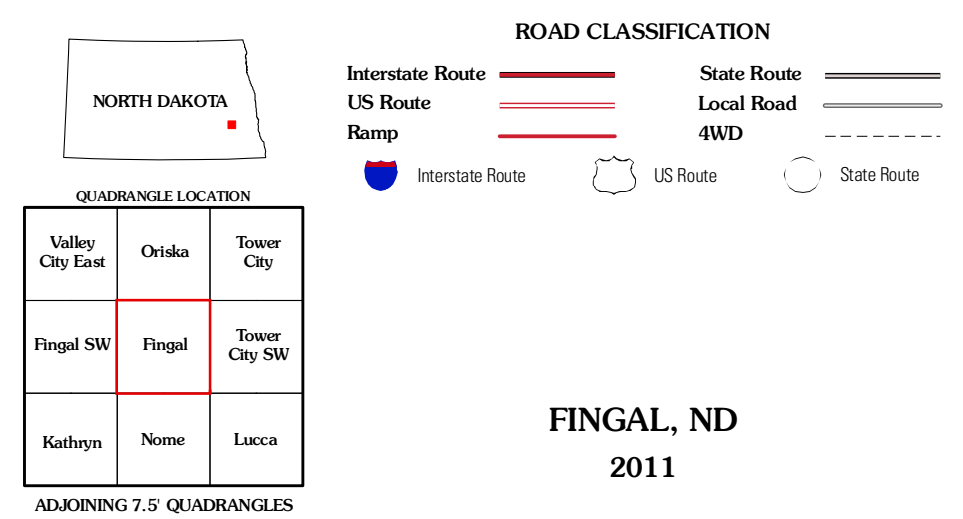 NORTH DAKOTA
QUADRANGLE LOCATION
Valley
City East
Oriska
Tower
City
Fingal SW
Fingal
Tower
City SW
Kathryn
Nome
Lucca
ADJOINING 7.5' QUADRANGLES
ROAD CLASSIFICATION
Interstate Route
State Route
US Route
Local Road
Ramp
4WD
Interstate Route
US Route
State Route
FINGAL, ND
2011